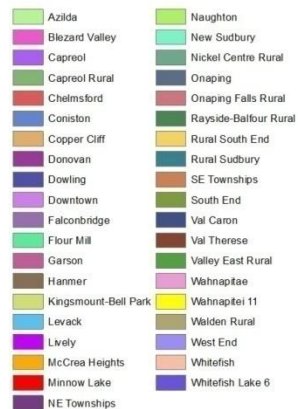 Azilda
Blezard Valley
Capreol
Capreol Rural
Chelmsford
Coniston
Copper Cliff
Donovan
Dowling
Downtown
Falconbridge
Flour Mill
Garson
Hanmer
Kingsmount-Bell Park
Levack
Lively
McCrea Heights
Minnow Lake
NE Townships
Naughton
New Sudbury
Nickel Centre Rural
Onaping
Onaping Falls Rural
Rayside-Balfour Rural
Rural South End
Rural Sudbury
SE Townships
South End
Val Caron
Val Therese
Valley East Rural
Wahnapitae
Wahnapitei 11
Walden Rural
West End
Whitefish
Whitefish Lake 6